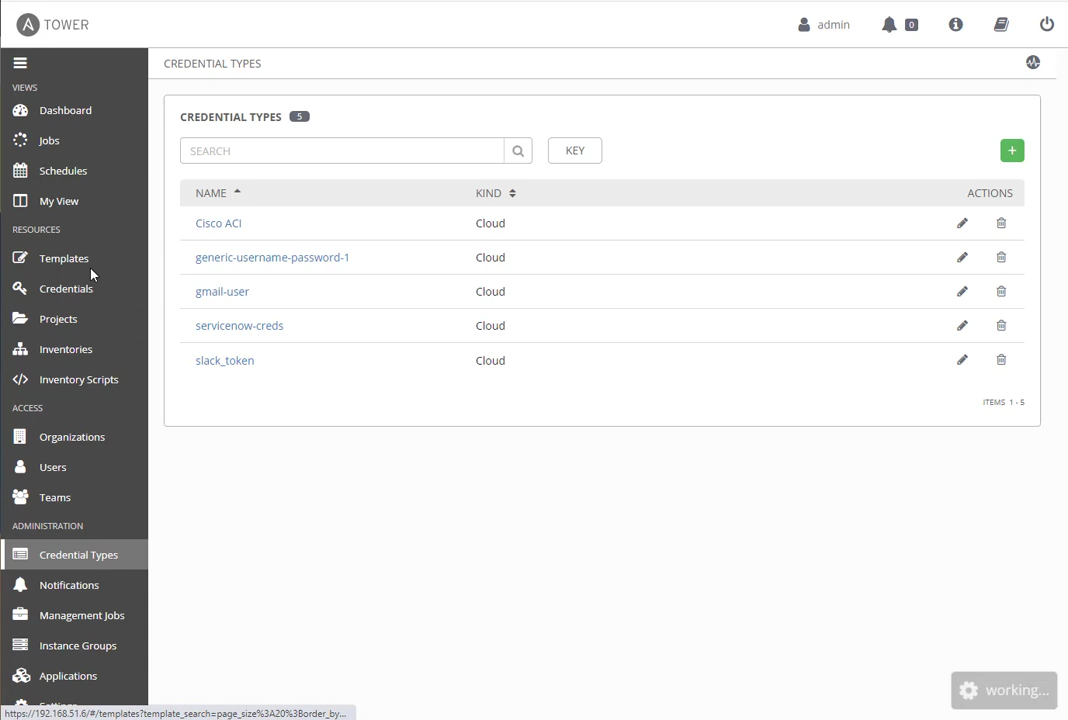 A TOWER
admin
0
VIEWS
Dashboard
Jobs
Schedules
My View
RESOURCES
Templates
Credentials
Projects
Inventories
Inventory Scripts
ACCESS
Organizations
Users
Teams
ADMINISTRATION
Credential Types
Notifications
Management Jobs
Instance Groups
Applications
Settings
CREDENTIAL TYPES
CREDENTIAL TYPES 5
SEARCH
KEY
+
NAME KIND ACTIONS
Cisco ACI Cloud
generic-username-password-1 Cloud
gmail-user Cloud
servicenow-creds Cloud
slack_token Cloud
ITEMS 1 - 5
working...
https://192.168.51.6/#/templates?template_search=page_size%3A20%3Border_by...